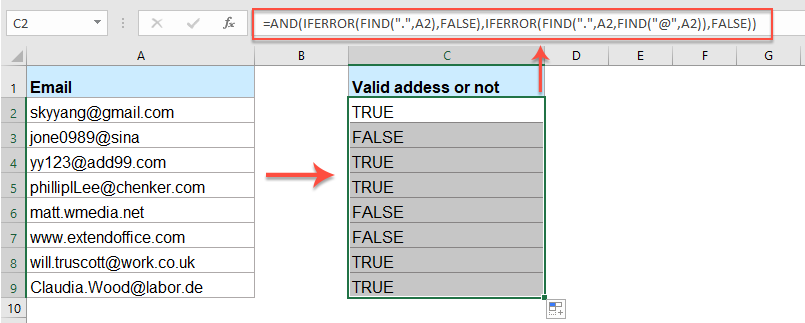 C2 fx =AND(IFERROR(FIND(".",A2),FALSE),IFERROR(FIND(".",A2,FIND("@",A2)),FALSE))
A B C D E F G
1 Email Valid addess or not
2 skyyang@gmail.com TRUE
3 jone0989@sina FALSE
4 yy123@add99.com TRUE
5 phillipILee@chenker.com TRUE
6 matt.wmedia.net FALSE
7 www.extendoffice.com FALSE
8 will.truscott@work.co.uk TRUE
9 Claudia.Wood@labor.de TRUE
10